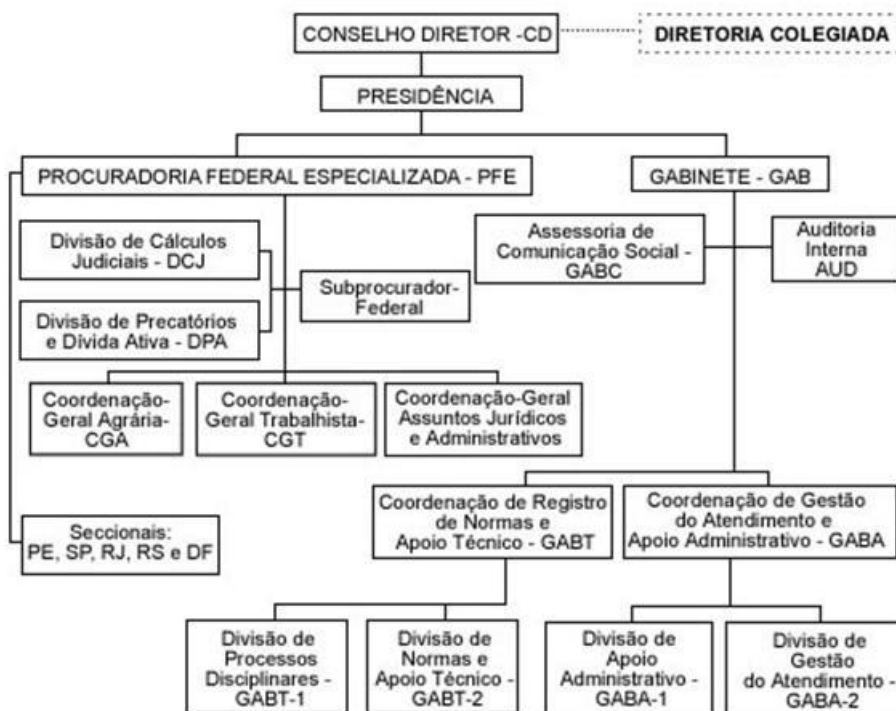 CONSELHO DIRETOR -CD
DIRETORIA COLEGIADA
PRESIDÊNCIA
PROCURADORIA FEDERAL ESPECIALIZADA - PFE
GABINETE - GAB
Divisão de Cálculos
Judiciais - DCJ
Divisão de Precatórios
e Dívida Ativa - DPA
Subprocurador-
Federal
Assessoria de
Comunicação Social -
GABC
Auditoria
Interna
AUD
Coordenação-
Geral Agrária-
CGA
Coordenação-
Geral Trabalhista-
CGT
Coordenação-Geral
Assuntos Jurídicos
e Administrativos
Seccionais:
PE, SP, RJ, RS e DF
Coordenação de Registro
de Normas e
Apoio Técnico - GABT
Coordenação de Gestão
do Atendimento e
Apoio Administrativo - GABA
Divisão de
Processos
Disciplinares -
GABT-1
Divisão de
Normas e
Apoio Técnico -
GABT-2
Divisão de
Apoio
Administrativo -
GABA-1
Divisão de
Gestão
do Atendimento -
GABA-2